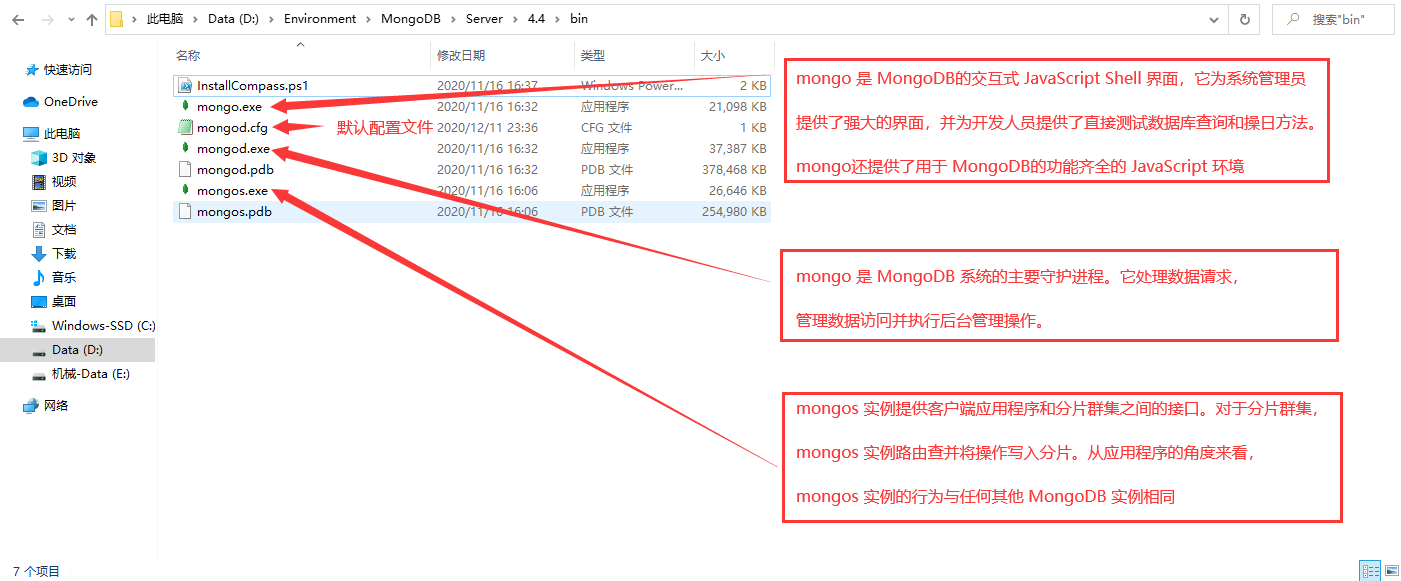 此电脑 › Data (D:) › Environment › MongoDB › Server › 4.4 › bin
搜索"bin"
名称 修改日期 类型 大小
InstallCompass.ps1 2020/11/16 16:37 Windows Power... 2 KB
mongo.exe 2020/11/16 16:32 应用程序 21,098 KB
mongod.cfg 2020/12/11 23:36 CFG 文件 1 KB
mongod.exe 2020/11/16 16:32 应用程序 37,387 KB
mongod.pdb 2020/11/16 16:32 PDB 文件 378,468 KB
mongos.exe 2020/11/16 16:06 应用程序 26,646 KB
mongos.pdb 2020/11/16 16:06 PDB 文件 254,980 KB
默认配置文件
快速访问
OneDrive
此电脑
3D 对象
视频
图片
文档
下载
音乐
桌面
Windows-SSD (C:)
Data (D:)
机械-Data (E:)
网络
mongo 是 MongoDB的交互式 JavaScript Shell 界面，它为系统管理员
提供了强大的界面，并为开发人员提供了直接测试数据库查询和操日方法。
mongo还提供了用于 MongoDB的功能齐全的 JavaScript 环境
mongo 是 MongoDB 系统的主要守护进程。它处理数据请求，
管理数据访问并执行后台管理操作。
mongos 实例提供客户端应用程序和分片群集之间的接口。对于分片群集，
mongos 实例路由查并将操作写入分片。从应用程序的角度来看，
mongos 实例的行为与任何其他 MongoDB 实例相同
7 个项目